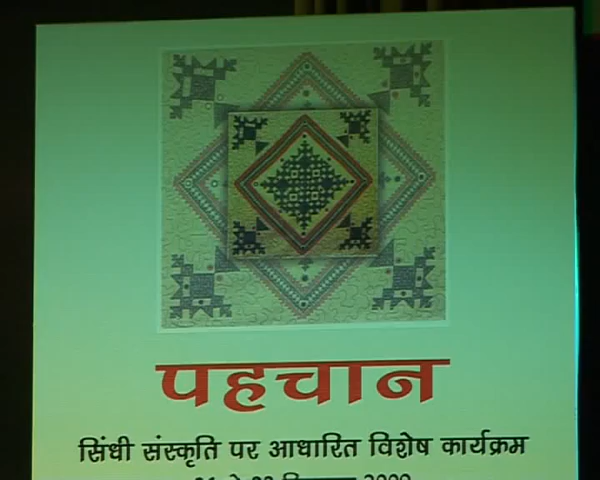 पहचान
सिंधी संस्कृति पर आधारित विशेष कार्यक्रम